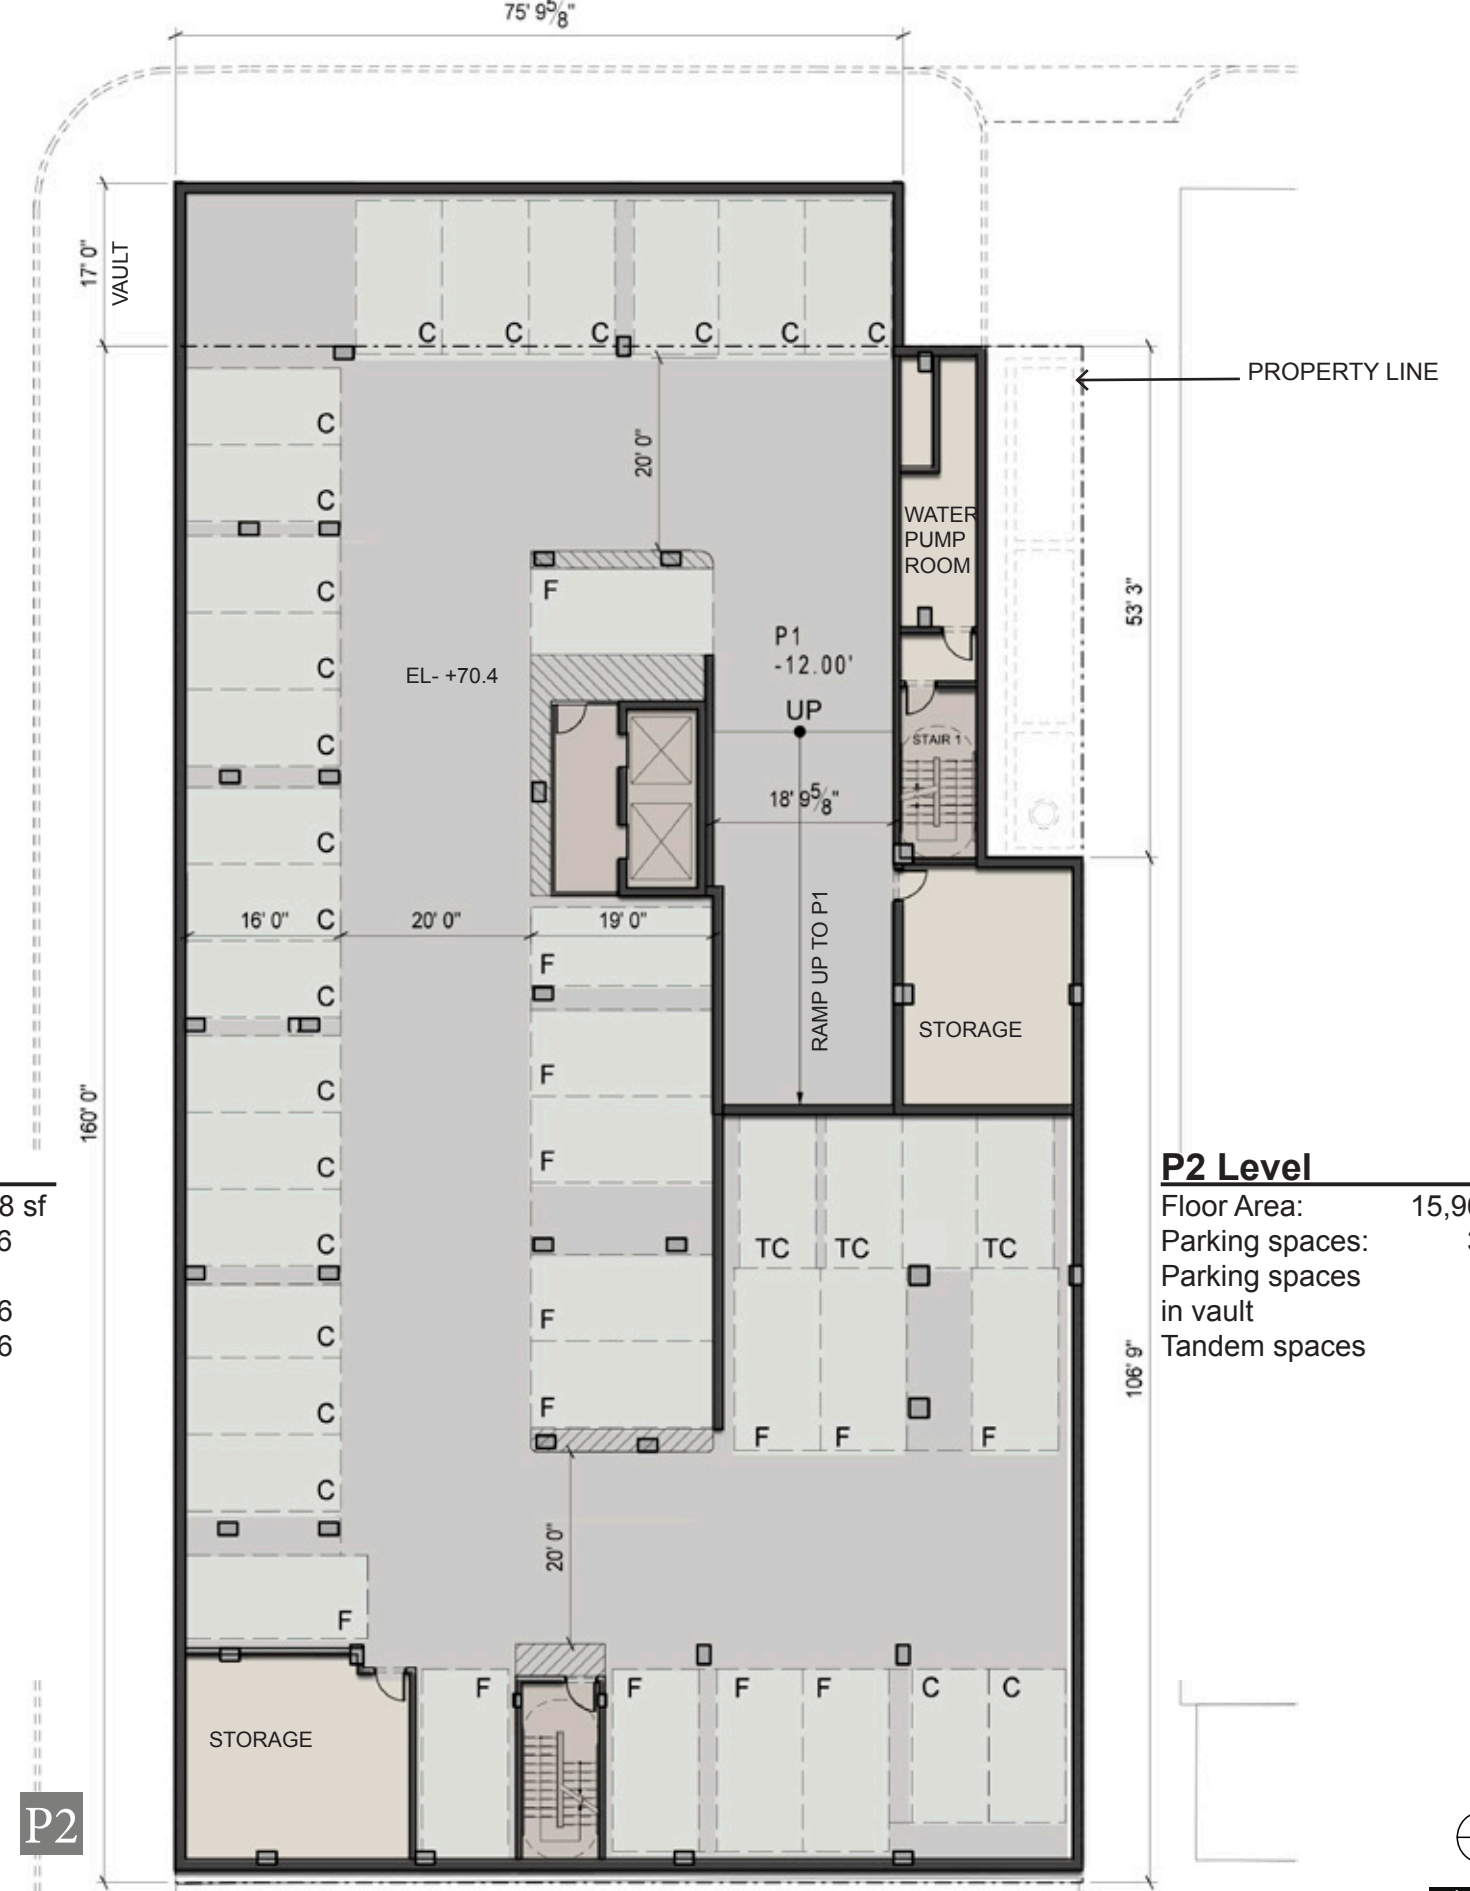 75' 9⅝"
17' 0"
VAULT
C C C C C C
PROPERTY LINE
C
20' 0"
C
WATER
PUMP
ROOM
C
F
53' 3"
P1
-12.00'
C
EL- +70.4
UP
C
STAIR 1
18' 9⅝"
C
16' 0"
C
20' 0"
19' 0"
RAMP UP TO P1
F
C
STORAGE
F
C
160' 0"
F
C
P2 Level
8 sf
Floor Area: 15,90
6
Parking spaces: 3
C
TC TC TC
Parking spaces
6
in vault
F
C
6
Tandem spaces
106' 9"
F
C
F F F
C
20' 0"
F
F F F F C C
STORAGE
P2